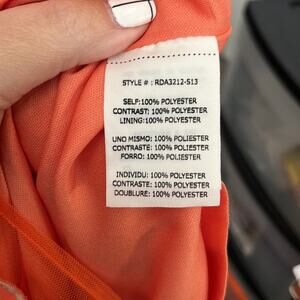 STYLE # : RDA3212-S13
SELF:100% POLYESTER
CONTRAST: 100% POLYESTER
LINING:100% POLYESTER
UNO MISMO: 100% POLIESTER
CONTRASTE: 100% POLIESTER
FORRO: 100% POLIESTER
INDIVIDU: 100% POLYESTER
CONTRASTE: 100% POLYESTER
DOUBLURE: 100% POLYESTER